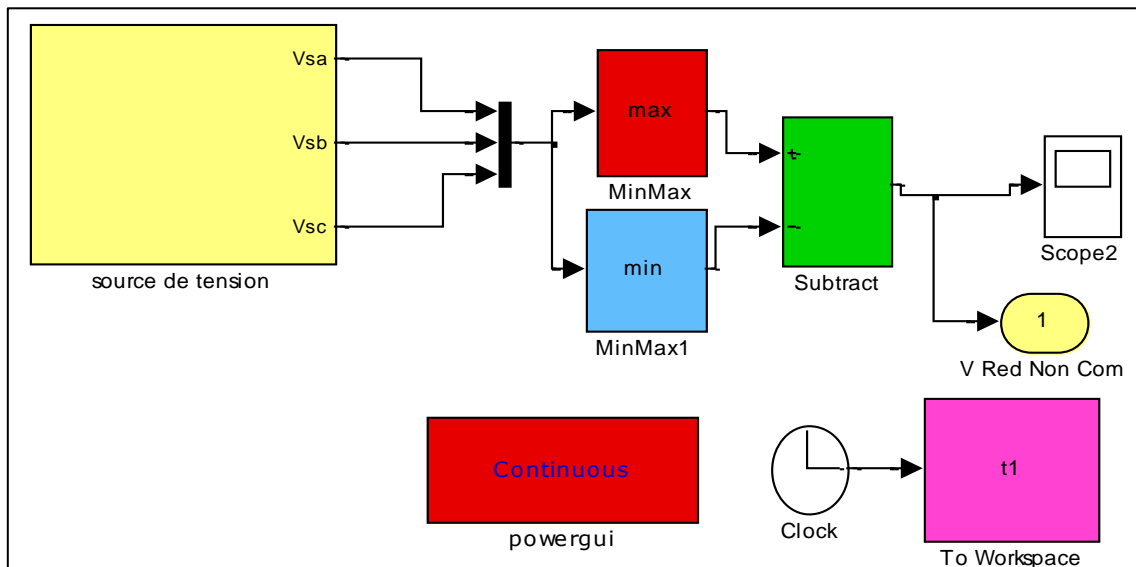 Vsa
Vsb
Vsc
source de tension
max
MinMax
min
MinMax1
+
−
Subtract
Scope2
1
V Red Non Com
Continuous
powergui
Clock
t1
To Workspace